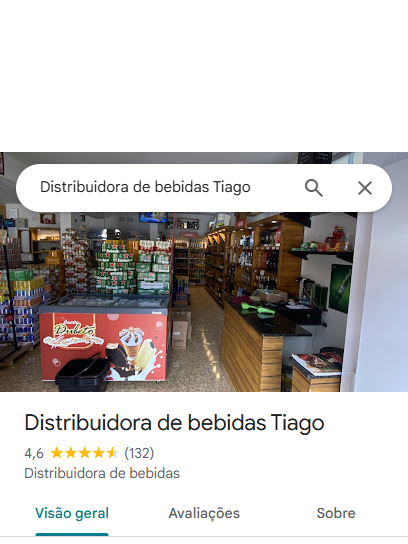 Distribuidora de bebidas Tiago
Dubeto
Distribuidora de bebidas Tiago
4,6 (132)
Distribuidora de bebidas
Visão geral Avaliações Sobre